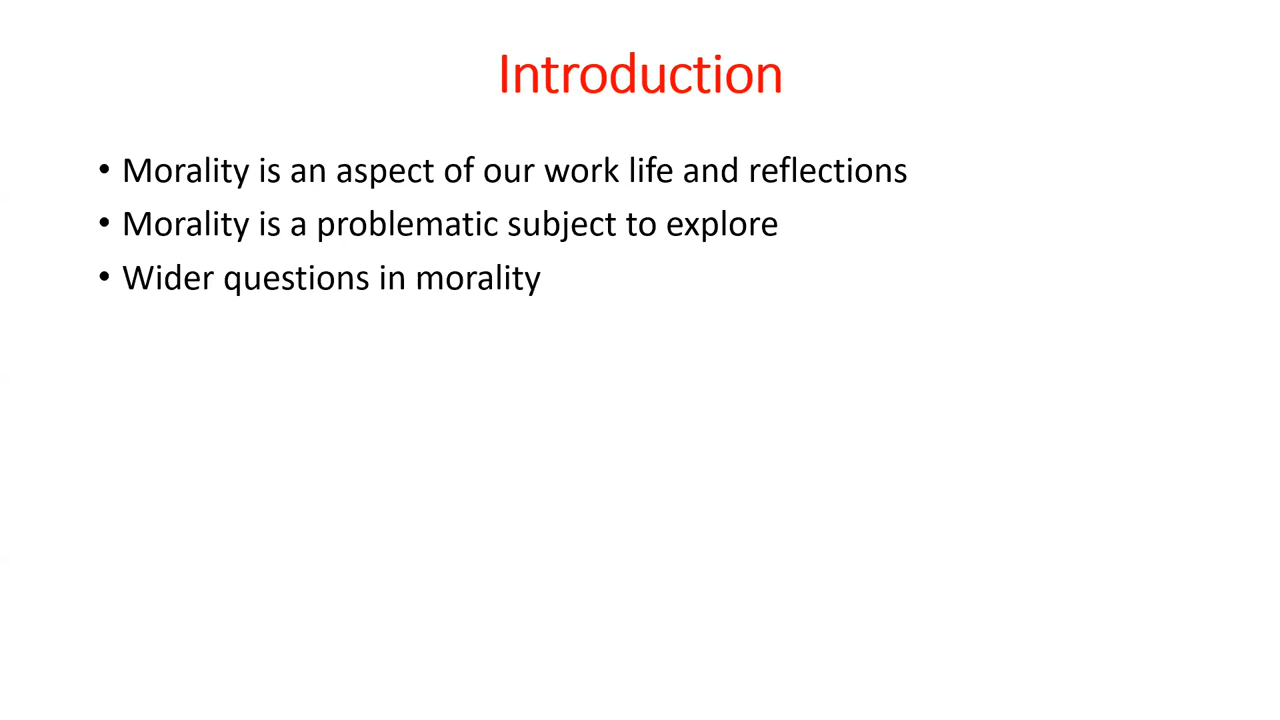 Introduction
• Morality is an aspect of our work life and reflections
• Morality is a problematic subject to explore
• Wider questions in morality